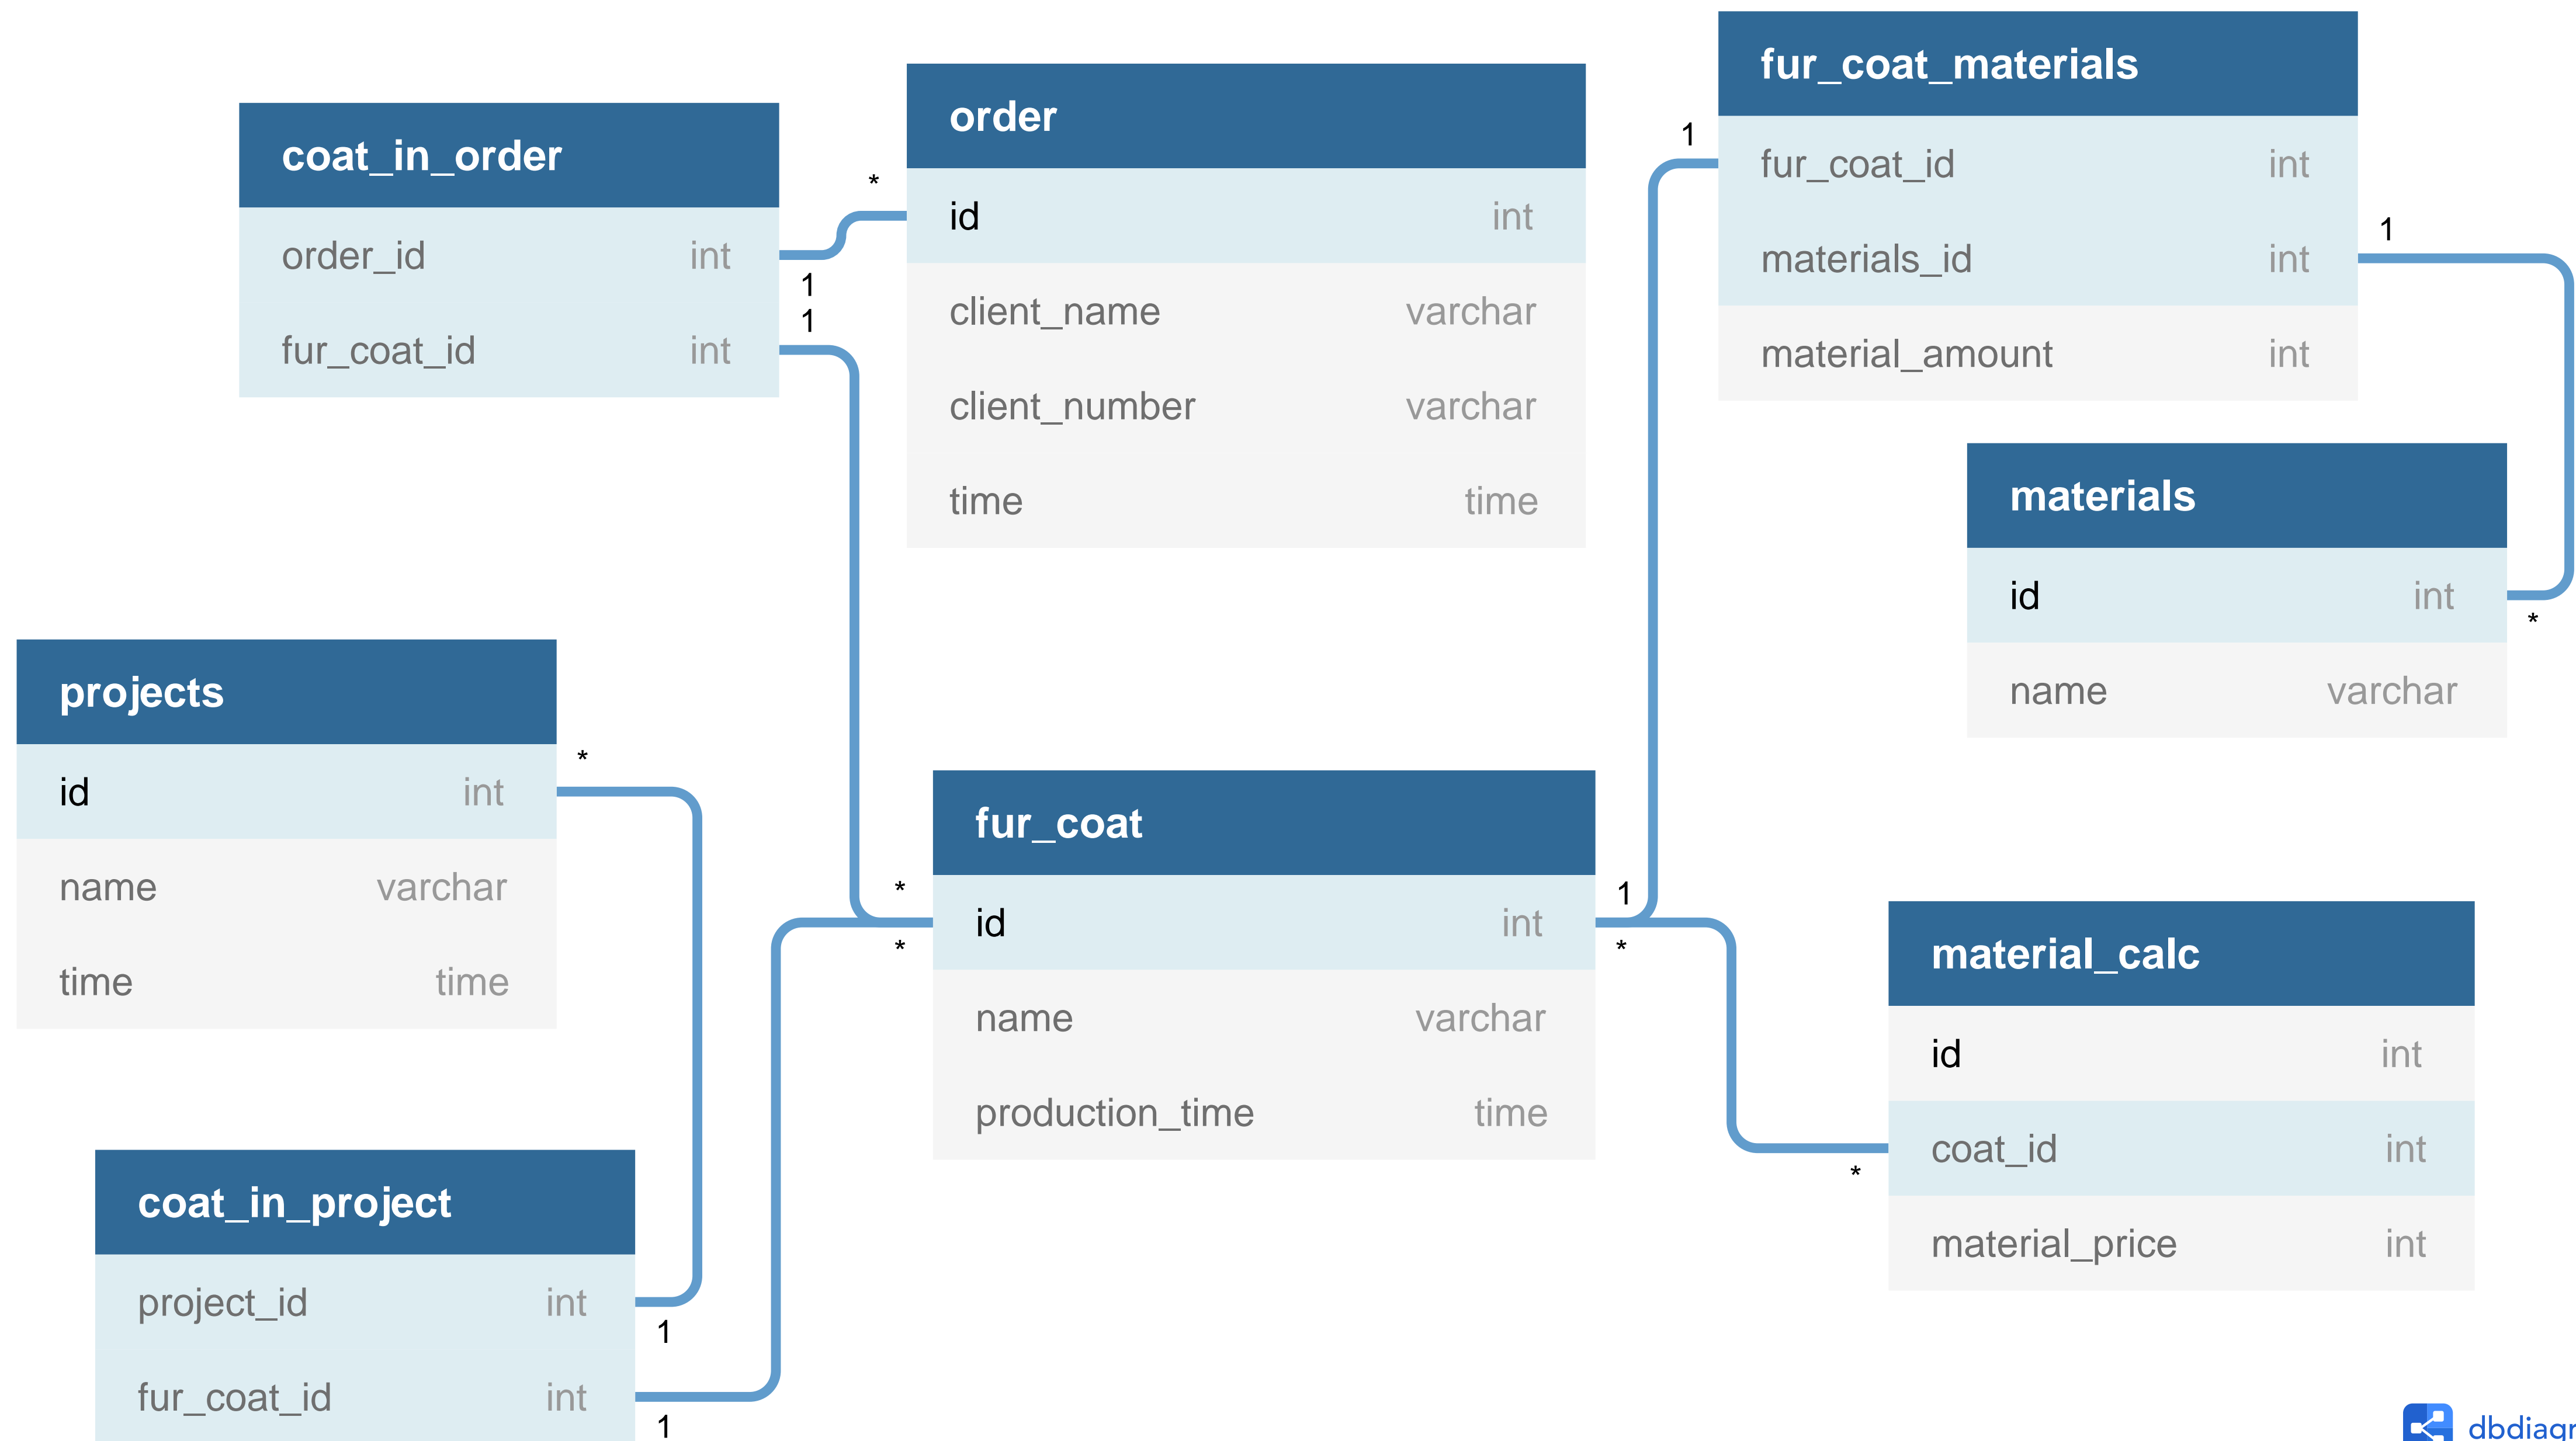 coat_in_order
order_id int
fur_coat_id int
1
1
*
order
id int
client_name varchar
client_number varchar
time time
fur_coat_materials
fur_coat_id int
materials_id int
material_amount int
1
1
materials
id int
name varchar
*
projects
id int
name varchar
time time
*
fur_coat
id int
name varchar
production_time time
*
*
1
*
material_calc
id int
coat_id int
material_price int
*
coat_in_project
project_id int
fur_coat_id int
1
1